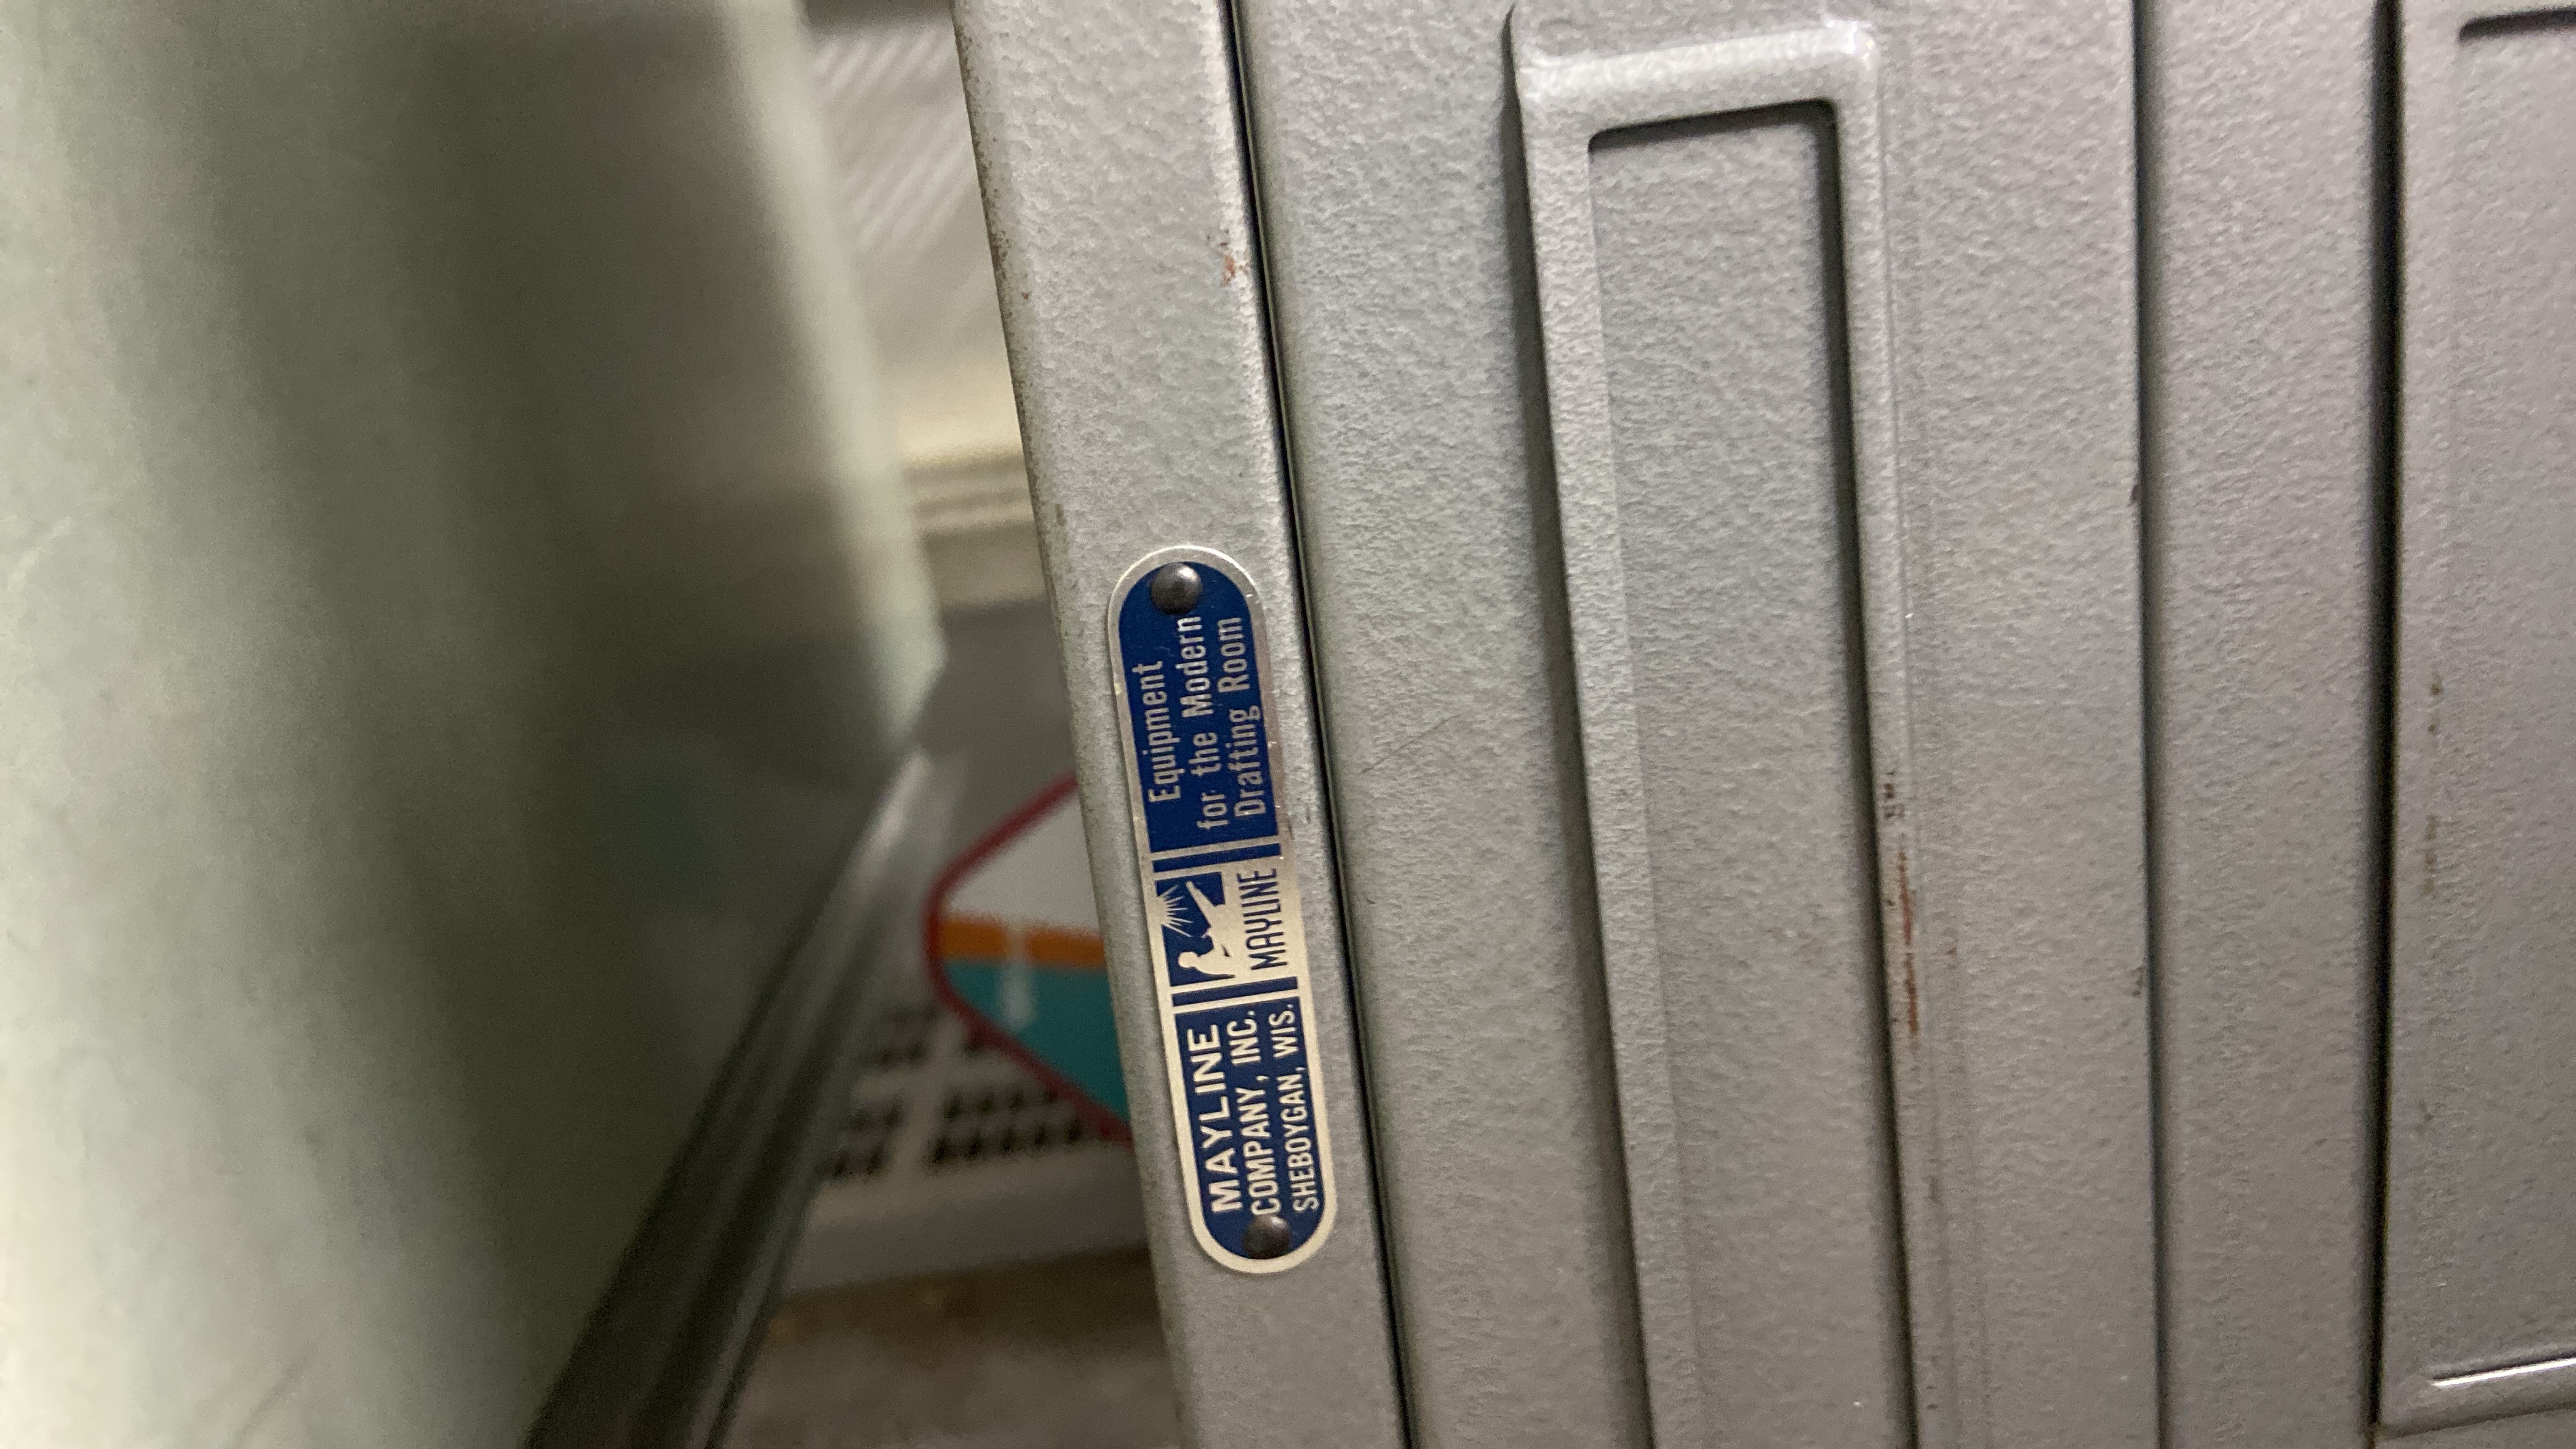 MAYLINE
COMPANY, INC.
SHEBOYGAN, WIS.
MAYLINE
Equipment
for the Modern
Drafting Room